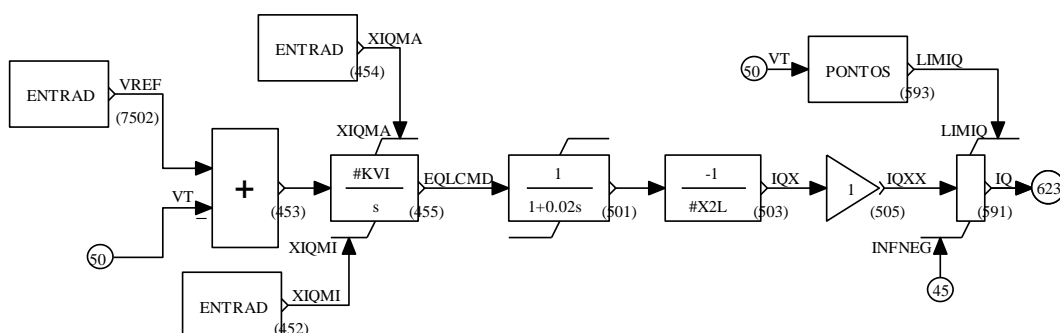 XIQMA
ENTRAD
(454)
VT
50
PONTOS
LIMIQ
(593)
VREF
ENTRAD
(7502)
XIQMA
LIMIQ
#KVI
s
EQLCMD
(455)
1
1+0.02s
(501)
-1
#X2L
IQX
(503)
1
IQXX
(505)
IQ
(591)
623
VT
+
(453)
–
50
XIQMI
INFNEG
45
ENTRAD
XIQMI
(452)